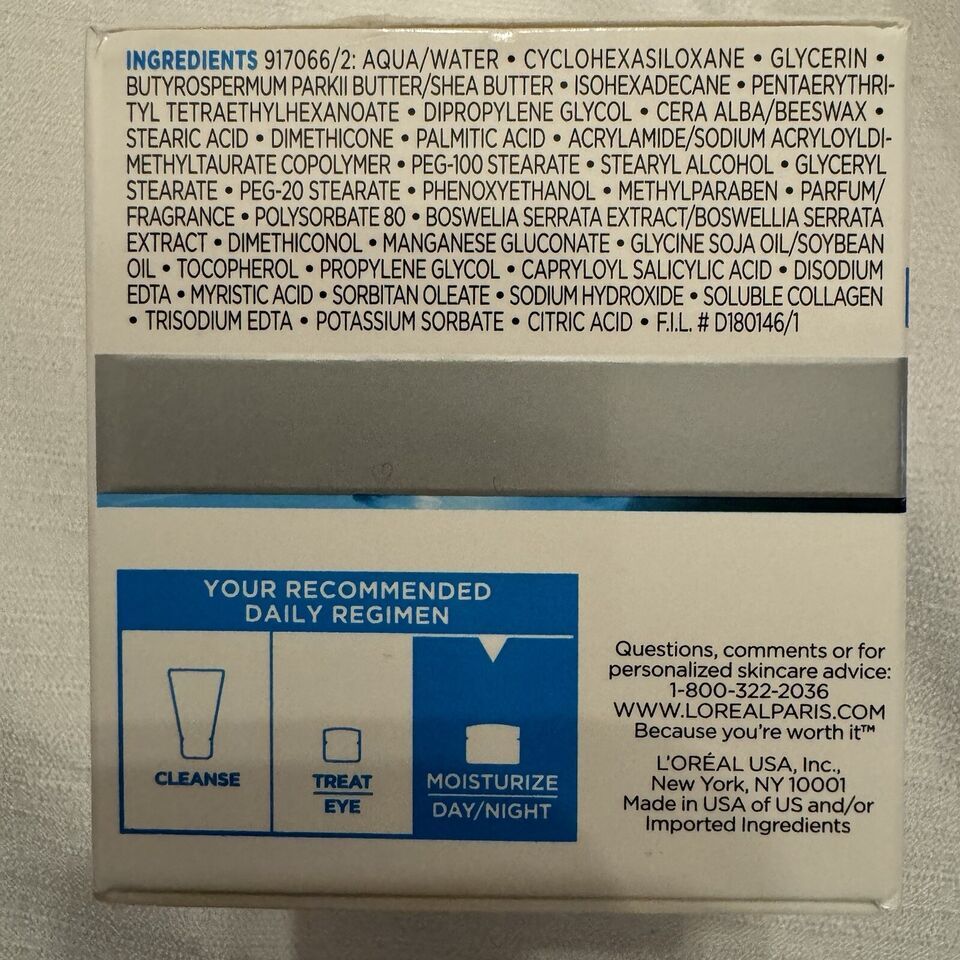 INGREDIENTS 917066/2: AQUA/WATER • CYCLOHEXASILOXANE • GLYCERIN •
BUTYROSPERMUM PARKII BUTTER/SHEA BUTTER • ISOHEXADECANE • PENTAERYTHRI-
TYL TETRAETHYLHEXANOATE • DIPROPYLENE GLYCOL • CERA ALBA/BEESWAX •
STEARIC ACID • DIMETHICONE • PALMITIC ACID • ACRYLAMIDE/SODIUM ACRYLOYLDI-
METHYLTAURATE COPOLYMER • PEG-100 STEARATE • STEARYL ALCOHOL • GLYCERYL
STEARATE • PEG-20 STEARATE • PHENOXYETHANOL • METHYLPARABEN • PARFUM/
FRAGRANCE • POLYSORBATE 80 • BOSWELIA SERRATA EXTRACT/BOSWELLIA SERRATA
EXTRACT • DIMETHICONOL • MANGANESE GLUCONATE • GLYCINE SOJA OIL/SOYBEAN
OIL • TOCOPHEROL • PROPYLENE GLYCOL • CAPRYLOYL SALICYLIC ACID • DISODIUM
EDTA • MYRISTIC ACID • SORBITAN OLEATE • SODIUM HYDROXIDE • SOLUBLE COLLAGEN
• TRISODIUM EDTA • POTASSIUM SORBATE • CITRIC ACID • F.I.L. # D180146/1
YOUR RECOMMENDED
DAILY REGIMEN
CLEANSE
TREAT
EYE
MOISTURIZE
DAY/NIGHT
Questions, comments or for
personalized skincare advice:
1-800-322-2036
WWW.LOREALPARIS.COM
Because you're worth it™
L'ORÉAL USA, Inc.,
New York, NY 10001
Made in USA of US and/or
Imported Ingredients